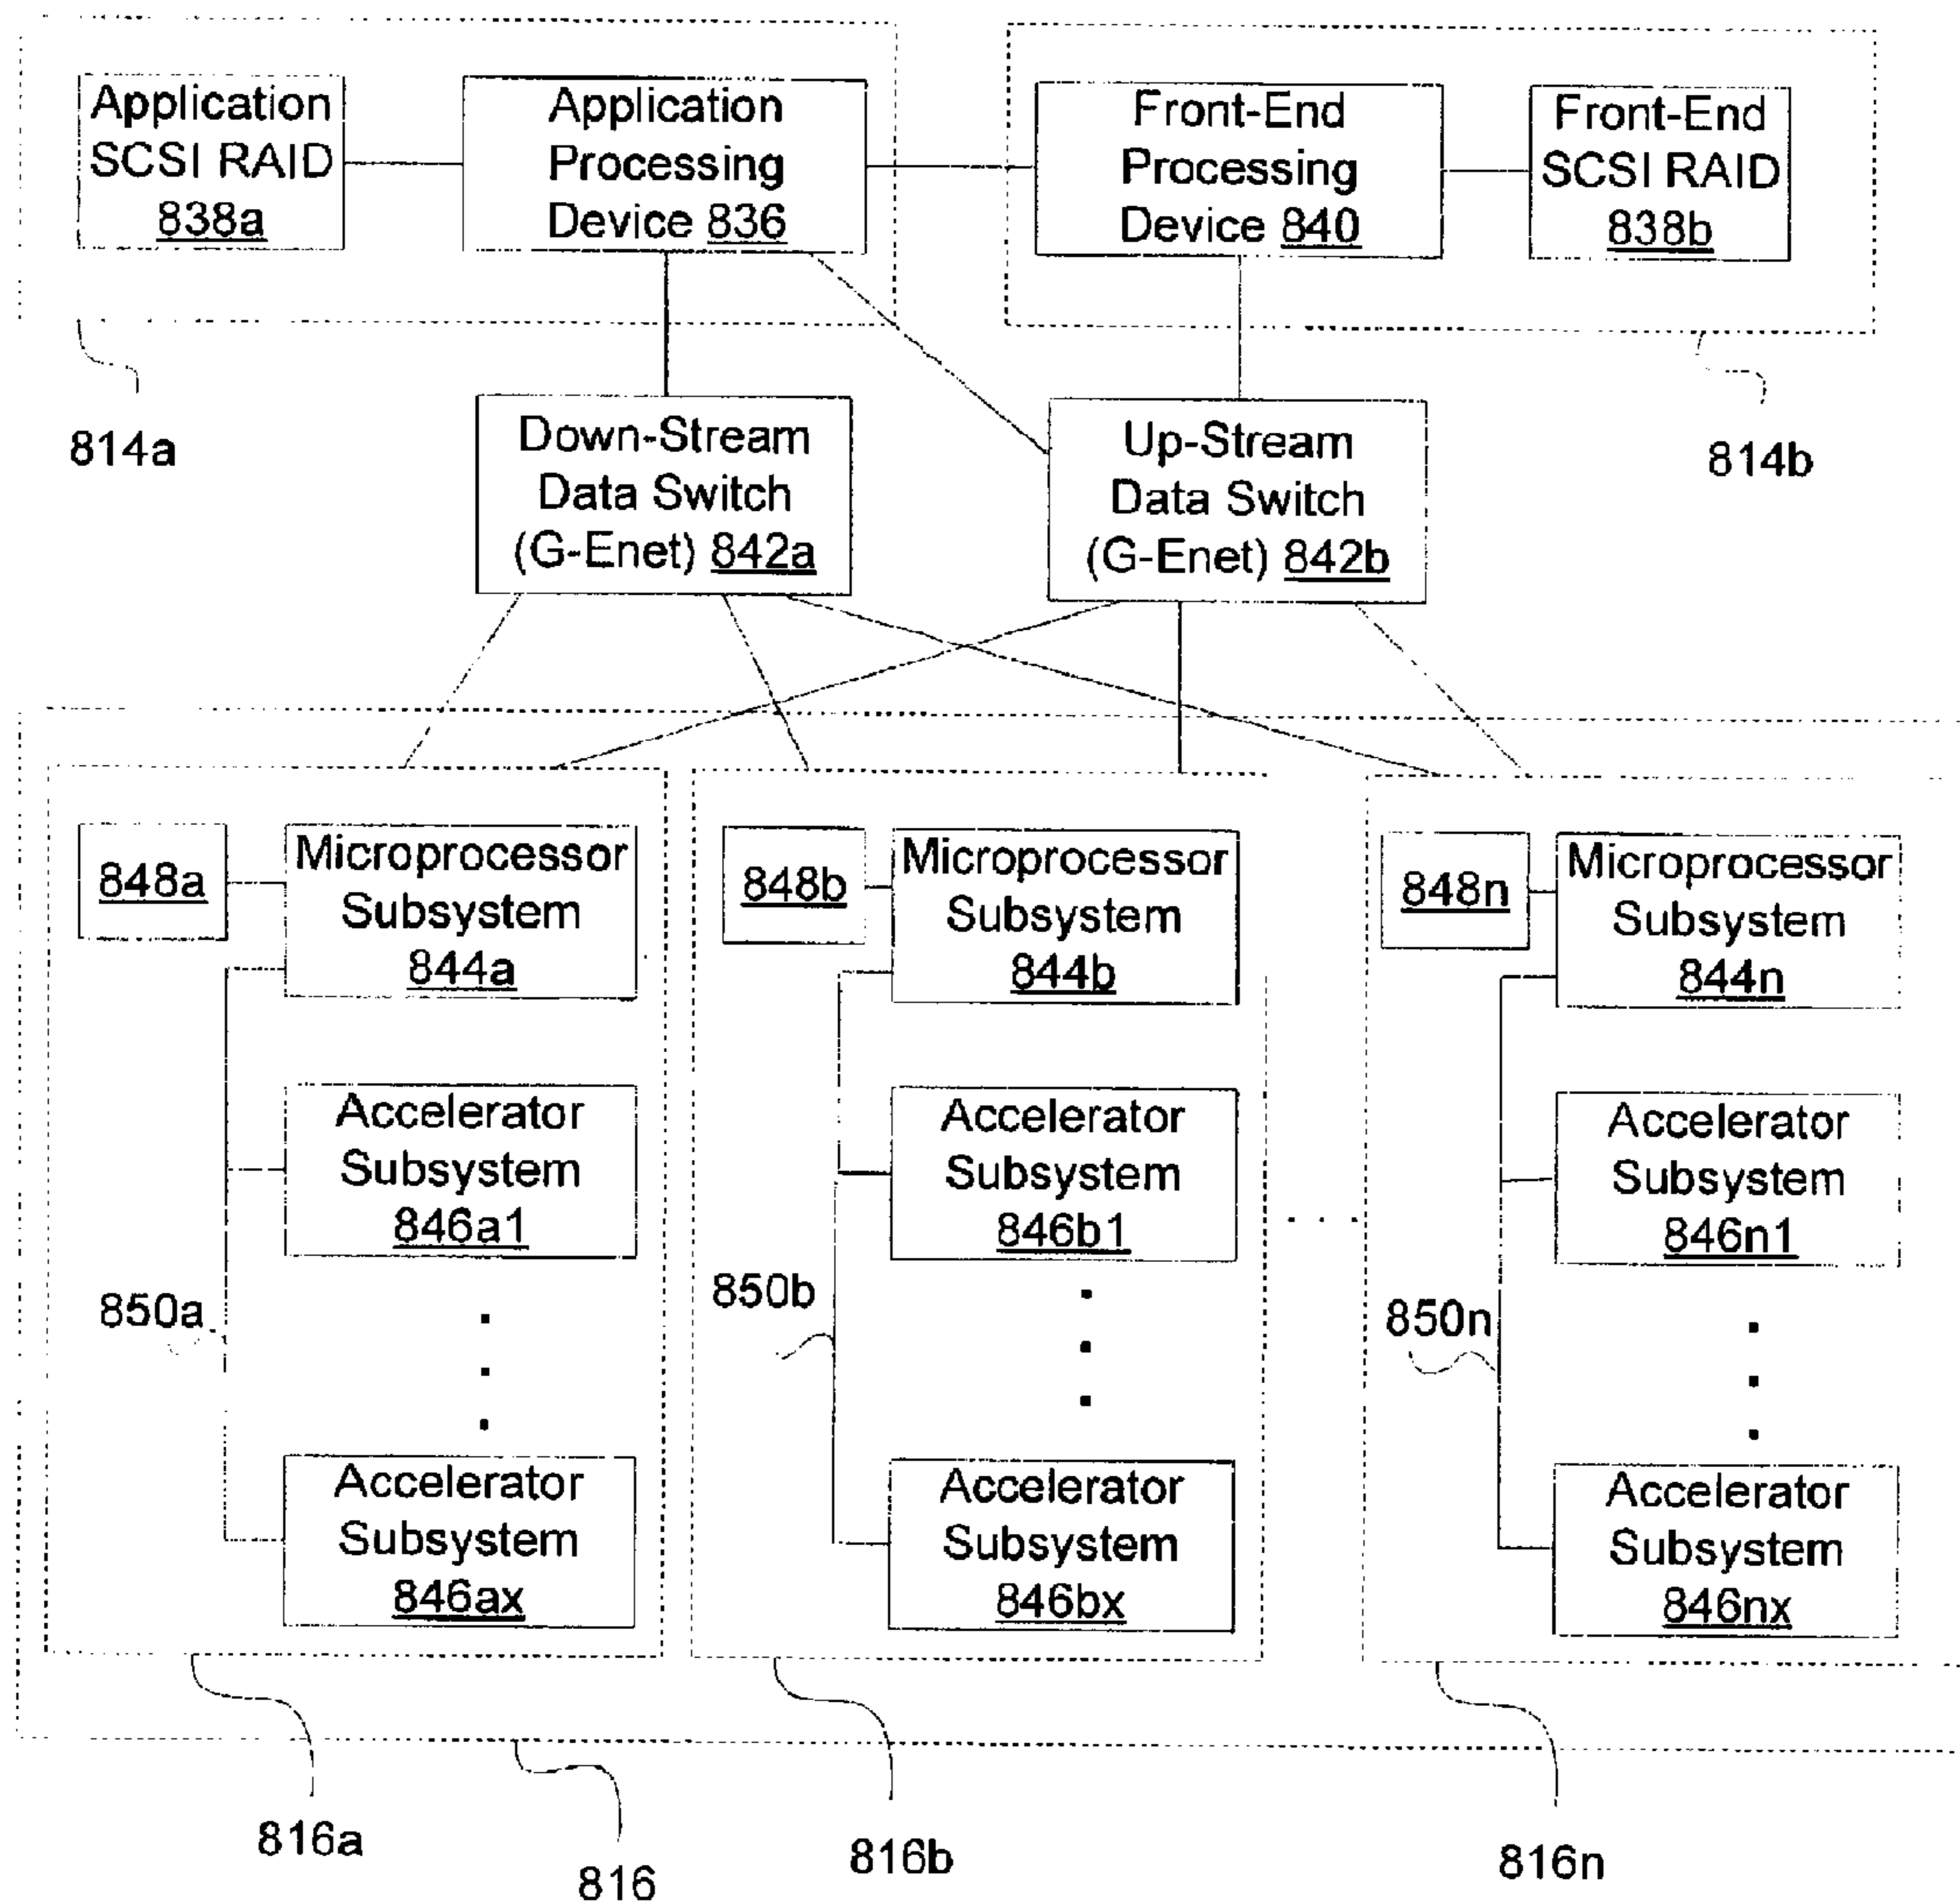 Application
SCSI RAID
838a
Application
Processing
Device 836
Front-End
Processing
Device 840
Front-End
SCSI RAID
838b
814a
814b
Down-Stream
Data Switch
(G-Enet) 842a
Up-Stream
Data Switch
(G-Enet) 842b
848a
Microprocessor
Subsystem
844a
Accelerator
Subsystem
846a1
850a
Accelerator
Subsystem
846ax
848b
Microprocessor
Subsystem
844b
Accelerator
Subsystem
846b1
850b
Accelerator
Subsystem
846bx
848n
Microprocessor
Subsystem
844n
Accelerator
Subsystem
846n1
850n
Accelerator
Subsystem
846nx
816a
816
816b
816n